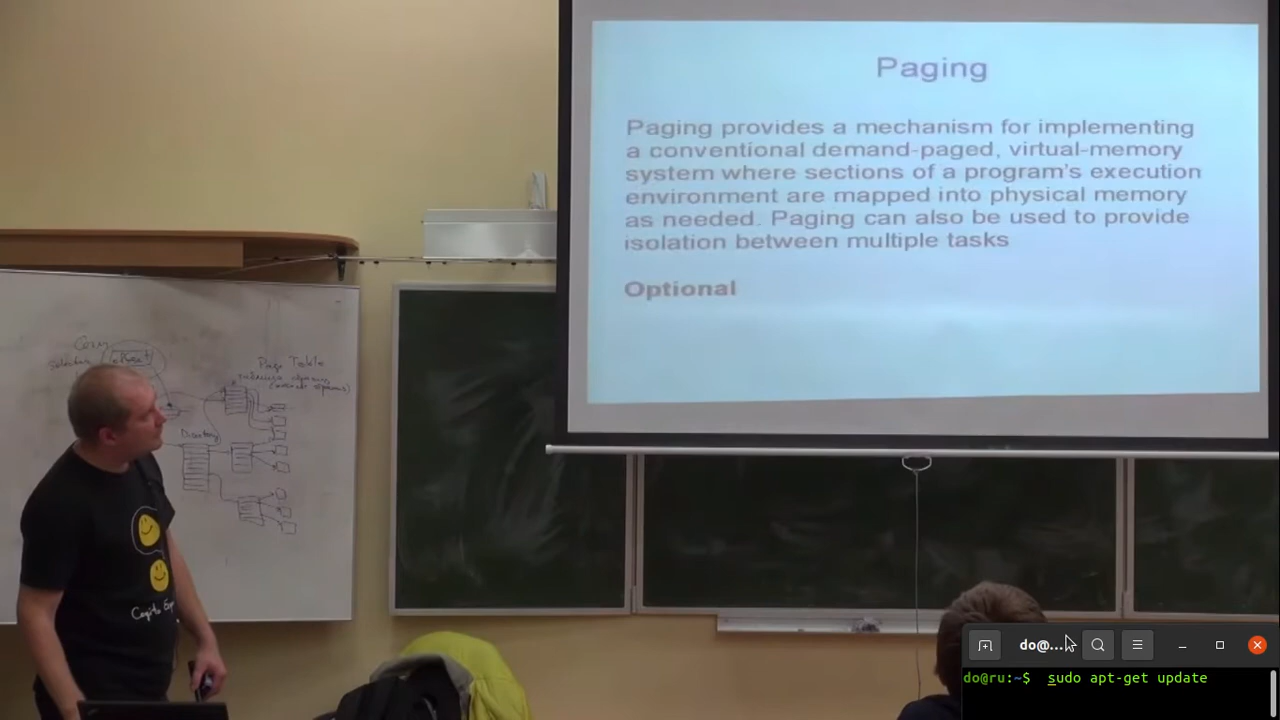 Paging
Paging provides a mechanism for implementing
a conventional demand-paged, virtual-memory
system where sections of a program's execution
environment are mapped into physical memory
as needed. Paging can also be used to provide
isolation between multiple tasks
Optional
offset
Page Table
Directory
do@...
do@ru:~$ sudo apt-get update